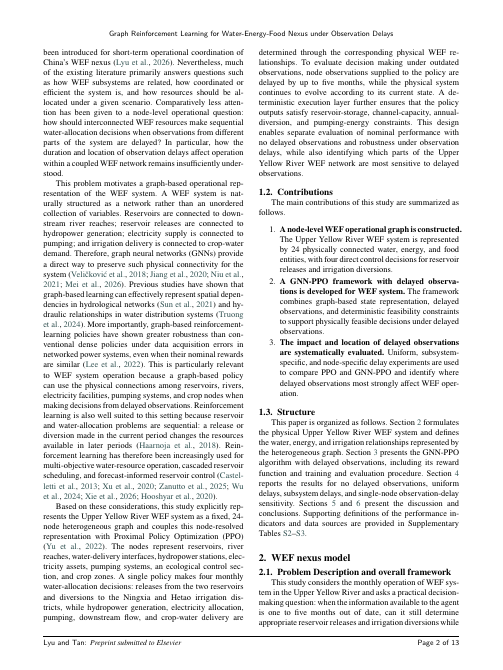 Graph Reinforcement Learning for Water-Energy-Food Nexus under Observation Delays
been introduced for short-term operational coordination of
China's WEF nexus (Lyu et al., 2026). Nevertheless, much
of the existing literature primarily answers questions such
as how WEF subsystems are related, how coordinated or
efficient the system is, and how resources should be al-
located under a given scenario. Comparatively less atten-
tion has been given to a node-level operational question:
how should interconnected WEF resources make sequential
water-allocation decisions when observations from different
parts of the system are delayed? In particular, how the
duration and location of observation delays affect operation
within a coupled WEF network remains insufficiently under-
stood.
This problem motivates a graph-based operational rep-
resentation of the WEF system. A WEF system is nat-
urally structured as a network rather than an unordered
collection of variables. Reservoirs are connected to down-
stream river reaches; reservoir releases are connected to
hydropower generation; electricity supply is connected to
pumping; and irrigation delivery is connected to crop-water
demand. Therefore, graph neural networks (GNNs) provide
a direct way to preserve such physical connectivity for the
system (Veličković et al., 2018; Jiang et al., 2020; Niu et al.,
2021; Mei et al., 2026). Previous studies have shown that
graph-based learning can effectively represent spatial depen-
dencies in hydrological networks (Sun et al., 2021) and hy-
draulic relationships in water distribution systems (Truong
et al., 2024). More importantly, graph-based reinforcement-
learning policies have shown greater robustness than con-
ventional dense policies under data acquisition errors in
networked power systems, even when their nominal rewards
are similar (Lee et al., 2022). This is particularly relevant
to WEF system operation because a graph-based policy
can use the physical connections among reservoirs, rivers,
electricity facilities, pumping systems, and crop nodes when
making decisions from delayed observations. Reinforcement
learning is also well suited to this setting because reservoir
and water-allocation problems are sequential: a release or
diversion made in the current period changes the resources
available in later periods (Haarnoja et al., 2018). Rein-
forcement learning has therefore been increasingly used for
multi-objective water-resource operation, cascaded reservoir
scheduling, and forecast-informed reservoir control (Castel-
letti et al., 2013; Xu et al., 2020; Zanutto et al., 2025; Wu
et al., 2024; Xie et al., 2026; Hooshyar et al., 2020).
Based on these considerations, this study explicitly rep-
resents the Upper Yellow River WEF system as a fixed, 24-
node heterogeneous graph and couples this node-resolved
representation with Proximal Policy Optimization (PPO)
(Yu et al., 2022). The nodes represent reservoirs, river
reaches, water-delivery interfaces, hydropower stations, elec-
tricity assets, pumping systems, an ecological control sec-
tion, and crop zones. A single policy makes four monthly
water-allocation decisions: releases from the two reservoirs
and diversions to the Ningxia and Hetao irrigation dis-
tricts, while hydropower generation, electricity allocation,
pumping, downstream flow, and crop-water delivery are
determined through the corresponding physical WEF re-
lationships. To evaluate decision making under outdated
observations, node observations supplied to the policy are
delayed by up to five months, while the physical system
continues to evolve according to its current state. A de-
terministic execution layer further ensures that the policy
outputs satisfy reservoir-storage, channel-capacity, annual-
diversion, and pumping-energy constraints. This design
enables separate evaluation of nominal performance with
no delayed observations and robustness under observation
delays, while also identifying which parts of the Upper
Yellow River WEF network are most sensitive to delayed
observations.
1.2. Contributions
The main contributions of this study are summarized as
follows.
1. A node-level WEF operational graph is constructed.
The Upper Yellow River WEF system is represented
by 24 physically connected water, energy, and food
entities, with four direct control decisions for reservoir
releases and irrigation diversions.
2. A GNN-PPO framework with delayed observa-
tions is developed for WEF system. The framework
combines graph-based state representation, delayed
observations, and deterministic feasibility constraints
to support physically feasible decisions under delayed
observations.
3. The impact and location of delayed observations
are systematically evaluated. Uniform, subsystem-
specific, and node-specific delay experiments are used
to compare PPO and GNN-PPO and identify where
delayed observations most strongly affect WEF oper-
ation.
1.3. Structure
This paper is organized as follows. Section 2 formulates
the physical Upper Yellow River WEF system and defines
the water, energy, and irrigation relationships represented by
the heterogeneous graph. Section 3 presents the GNN-PPO
algorithm with delayed observations, including its reward
function and training and evaluation procedure. Section 4
reports the results for no delayed observations, uniform
delays, subsystem delays, and single-node observation-delay
sensitivity. Sections 5 and 6 present the discussion and
conclusions. Supporting definitions of the performance in-
dicators and data sources are provided in Supplementary
Tables S2–S3.
2. WEF nexus model
2.1. Problem Description and overall framework
This study considers the monthly operation of WEF sys-
tem in the Upper Yellow River and asks a practical decision-
making question: when the information available to the agent
is one to five months out of date, can it still determine
appropriate reservoir releases and irrigation diversions while
Lyu and Tan: Preprint submitted to Elsevier
Page 2 of 13